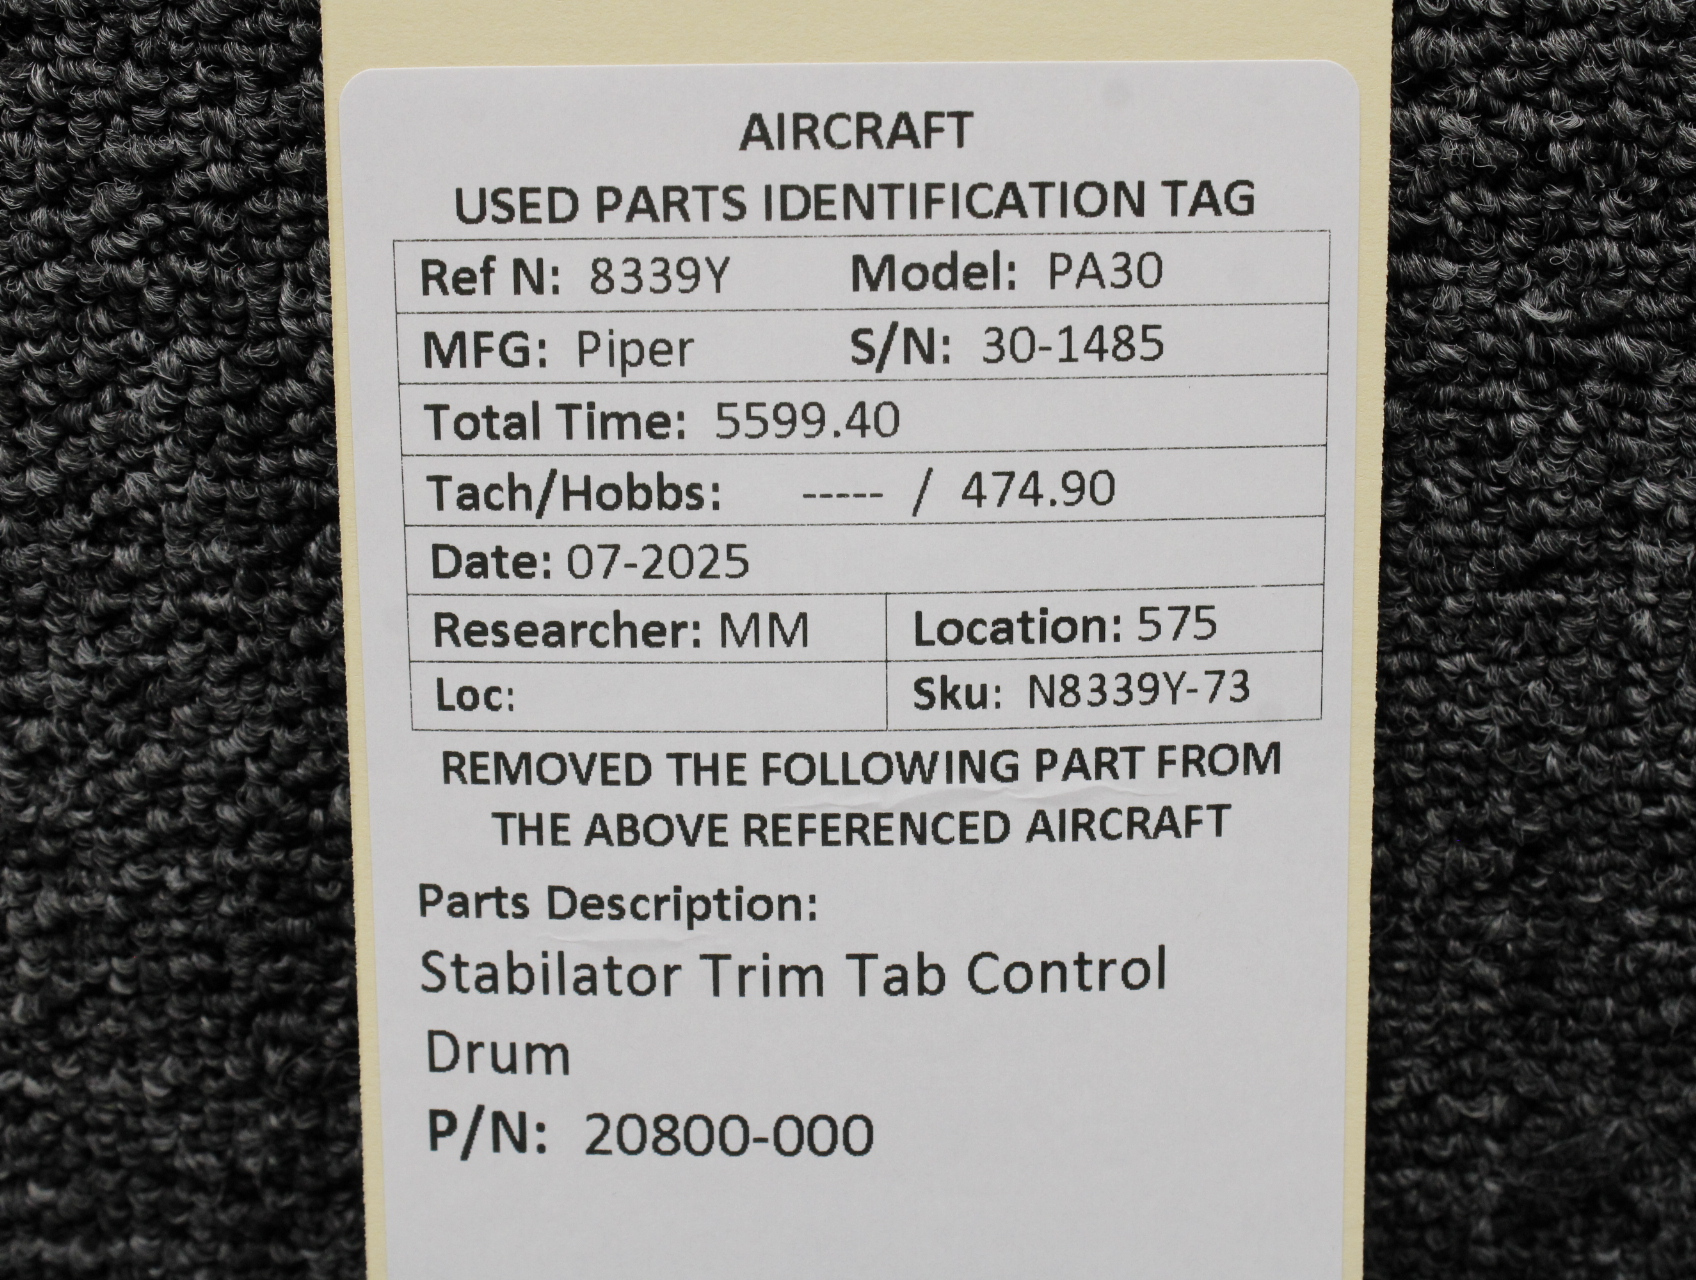 AIRCRAFT
USED PARTS IDENTIFICATION TAG
Ref N: 8339Y Model: PA30
MFG: Piper S/N: 30-1485
Total Time: 5599.40
Tach/Hobbs: ----- / 474.90
Date: 07-2025
Researcher: MM Location: 575
Loc: Sku: N8339Y-73
REMOVED THE FOLLOWING PART FROM
THE ABOVE REFERENCED AIRCRAFT
Parts Description:
Stabilator Trim Tab Control
Drum
P/N: 20800-000